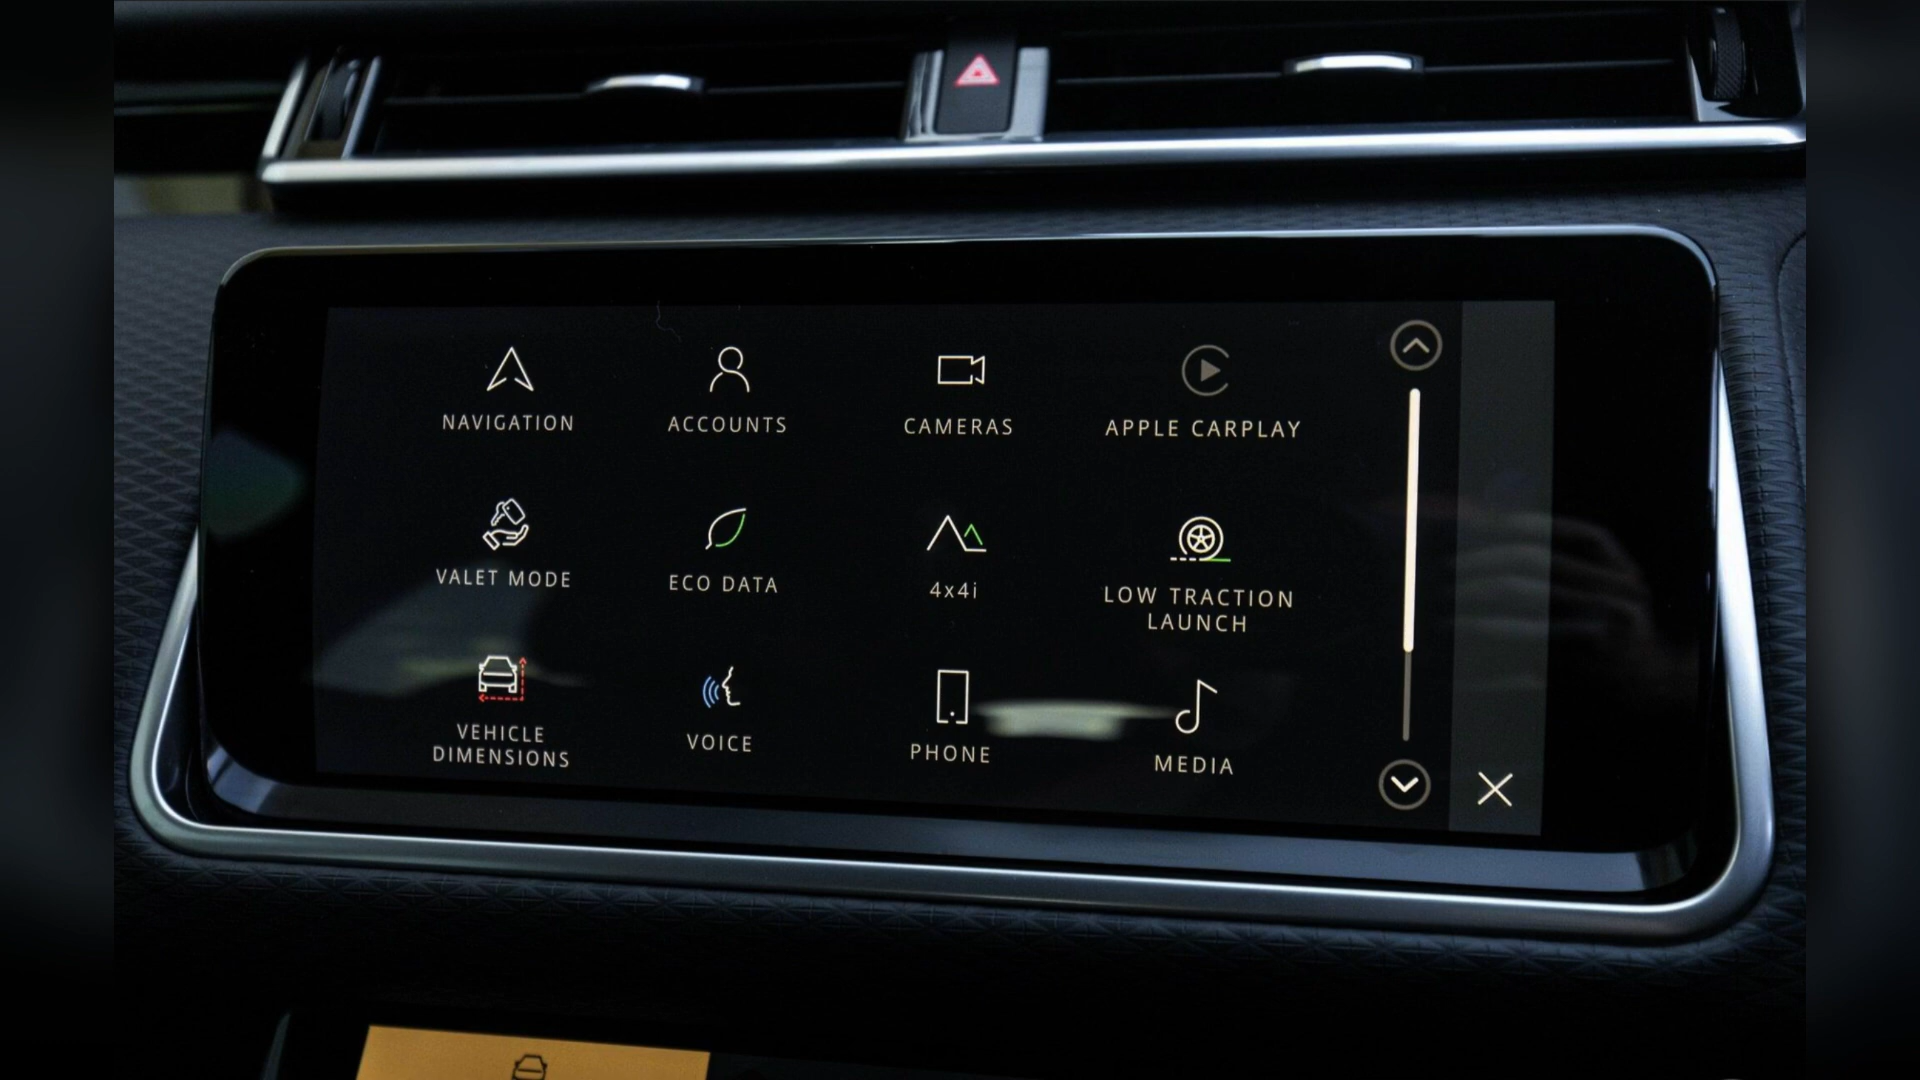 NAVIGATION
ACCOUNTS
CAMERAS
APPLE CARPLAY
VALET MODE
ECO DATA
4x4i
LOW TRACTION
LAUNCH
VEHICLE
DIMENSIONS
VOICE
PHONE
MEDIA